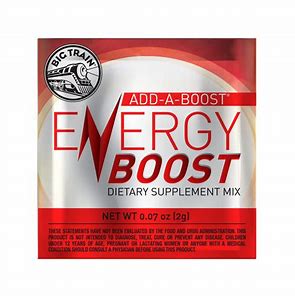 BIG TRAIN
ADD-A-BOOST®
ENERGY
BOOST
DIETARY SUPPLEMENT MIX
NET WT 0.07 oz (2g)
THESE STATEMENTS HAVE NOT BEEN EVALUATED BY THE FOOD AND DRUG ADMINISTRATION. THIS
PRODUCT IS NOT INTENDED TO DIAGNOSE, TREAT, CURE OR PREVENT ANY DISEASE. CHILDREN
UNDER 12 YEARS OF AGE, PREGNANT OR LACTATING WOMEN OR ANYONE WITH A MEDICAL
CONDITION SHOULD CONSULT A PHYSICIAN BEFORE USING THIS PRODUCT.